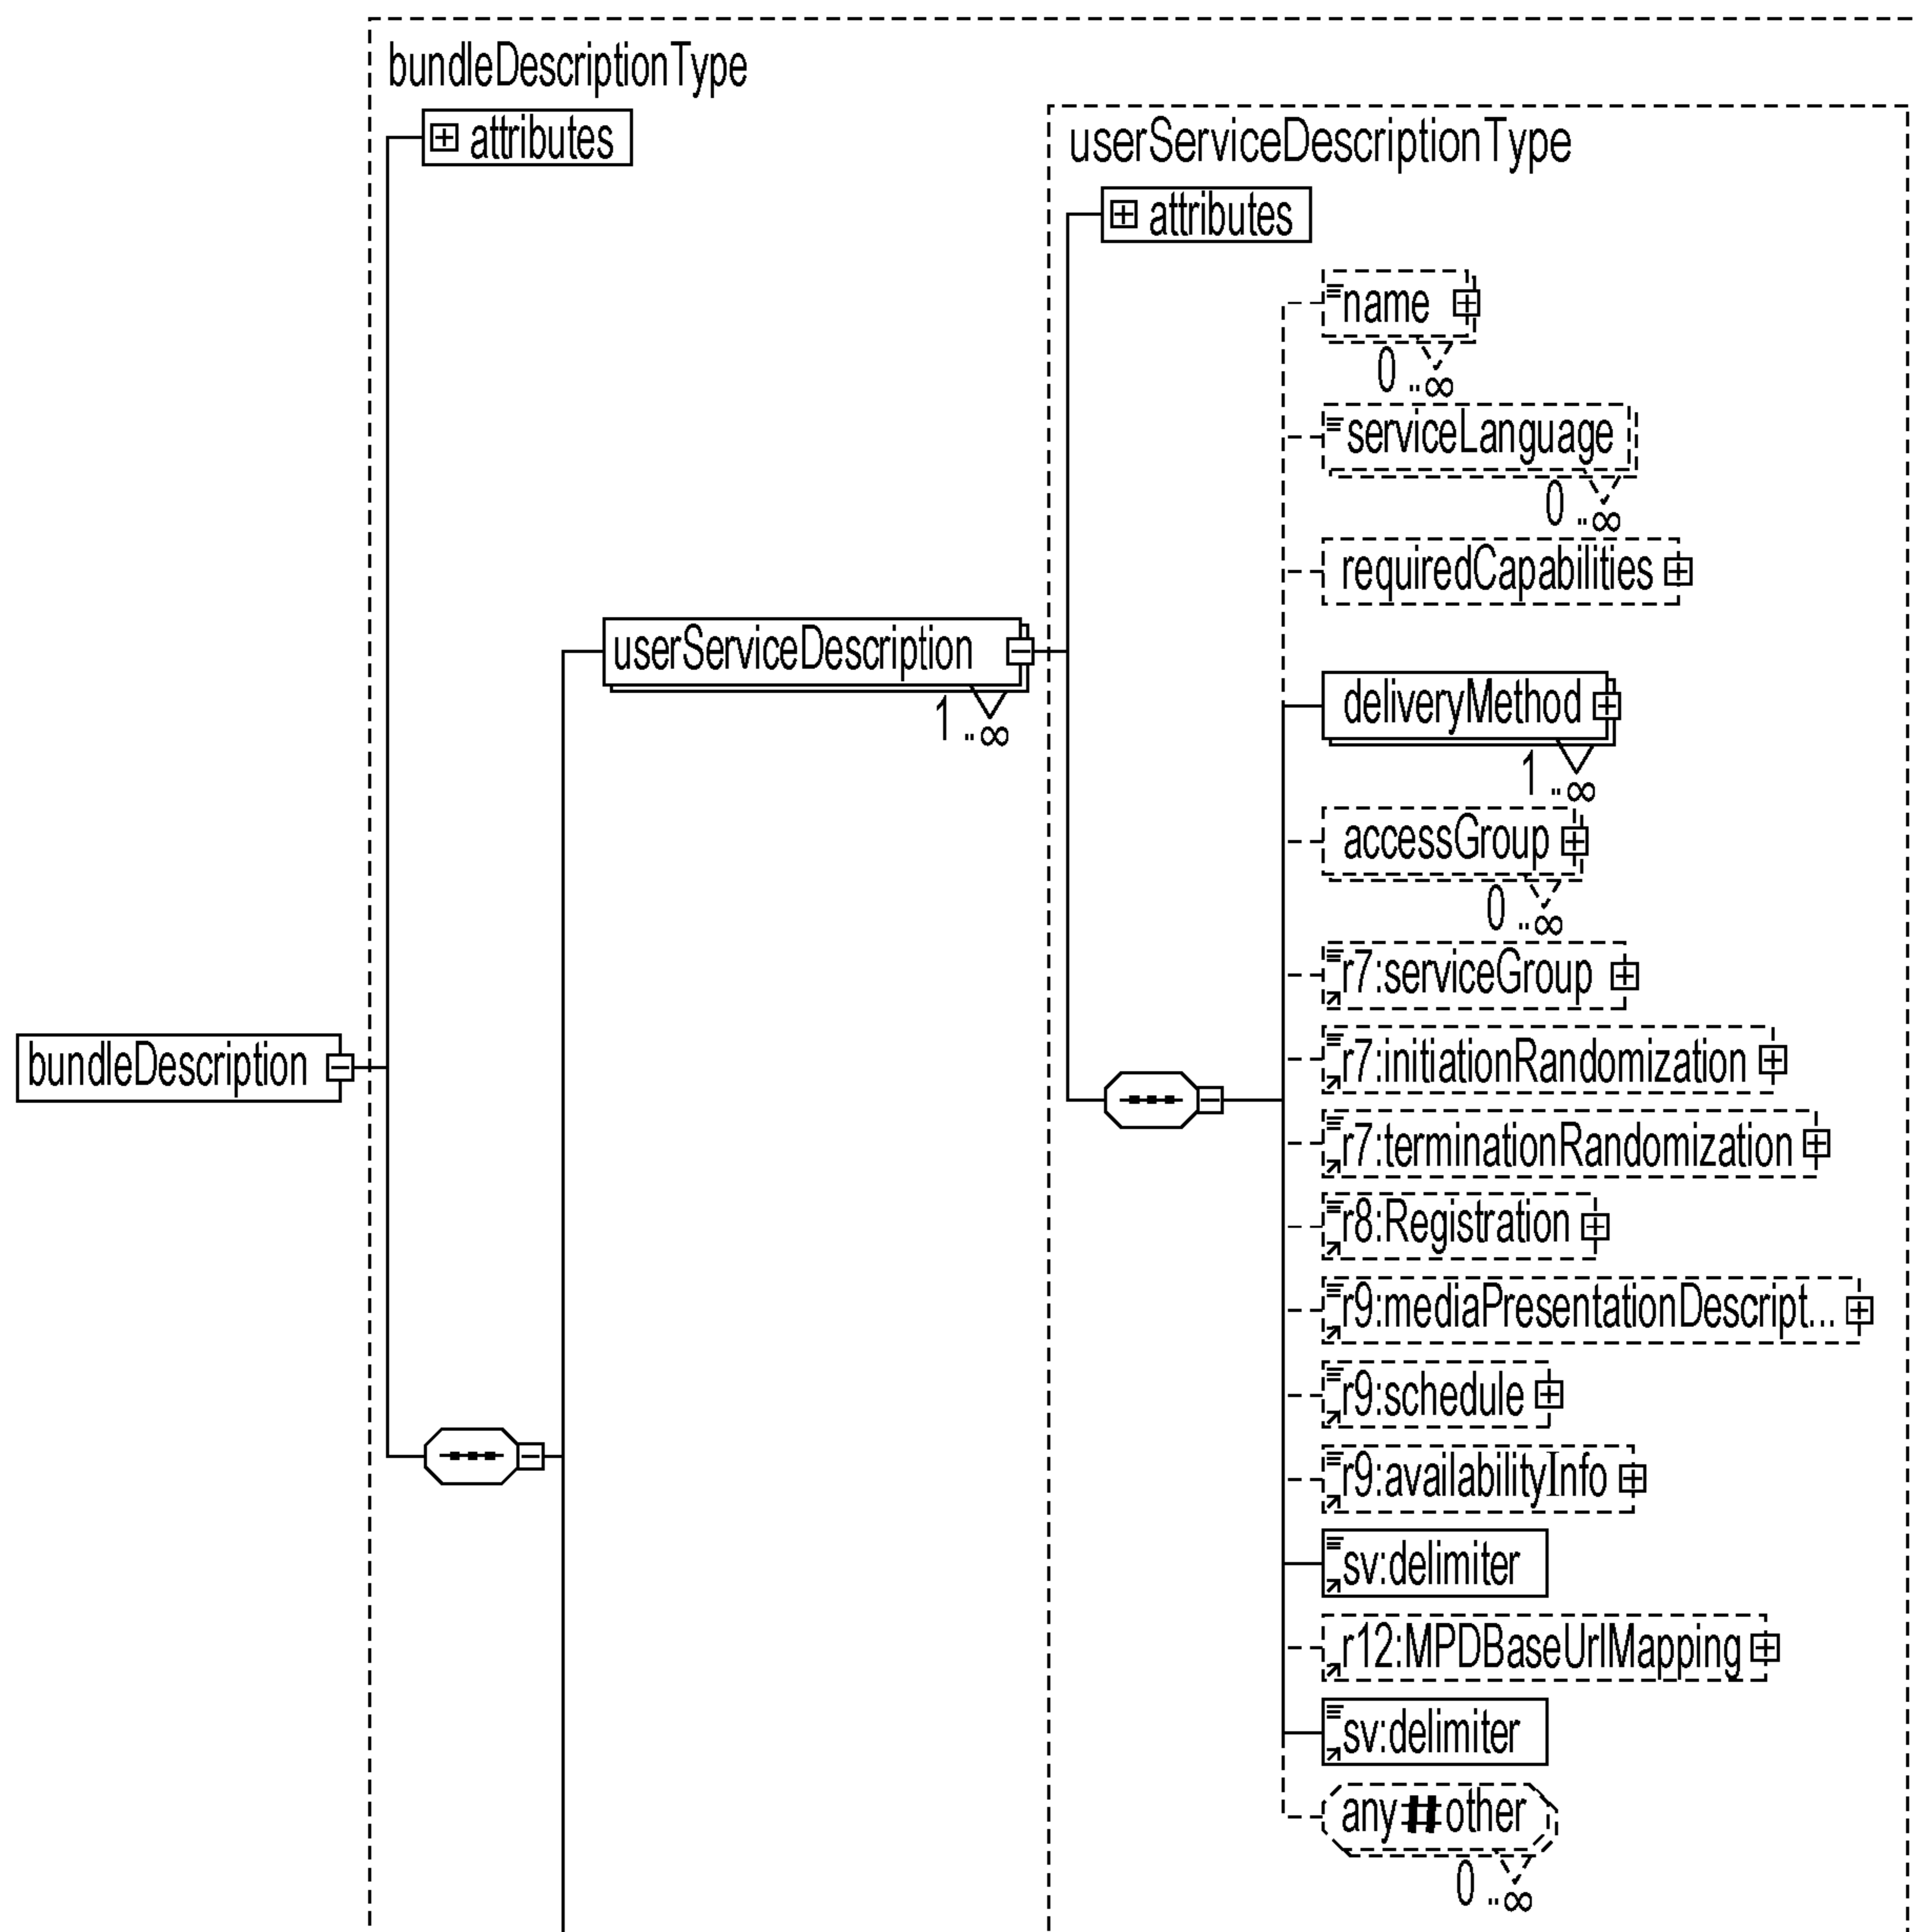 bundleDescriptionType
attributes
userServiceDescriptionType
attributes
name
0..∞
serviceLanguage
0..∞
requiredCapabilities
userServiceDescription
1..∞
deliveryMethod
1..∞
accessGroup
0..∞
r7:serviceGroup
bundleDescription
r7:initiationRandomization
r7:terminationRandomization
r8:Registration
r9:mediaPresentationDescript...
r9:schedule
r9:availabilityInfo
sv:delimiter
r12:MPDBaseUrlMapping
sv:delimiter
any##other
0..∞